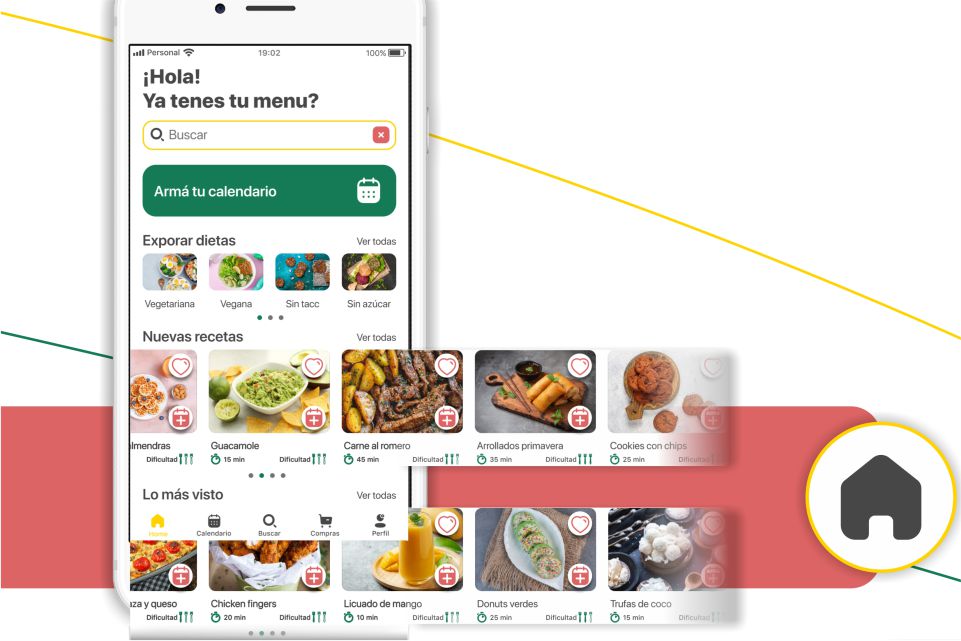 Personal 19:02 100%
¡Hola!
Ya tenes tu menu?
Buscar
Armá tu calendario
Exporar dietas Ver todas
Vegetariana Vegana Sin tacc Sin azúcar
Nuevas recetas Ver todas
lmendras Guacamole Carne al romero Arrollados primavera Cookies con chips
Dificultad 15 min Dificultad 45 min Dificultad 35 min Dificultad 25 min Dificultad
Lo más visto Ver todas
Home Calendario Buscar Compras Perfil
za y queso Chicken fingers Licuado de mango Donuts verdes Trufas de coco
Dificultad 20 min Dificultad 10 min Dificultad 25 min Dificultad 15 min Dificultad